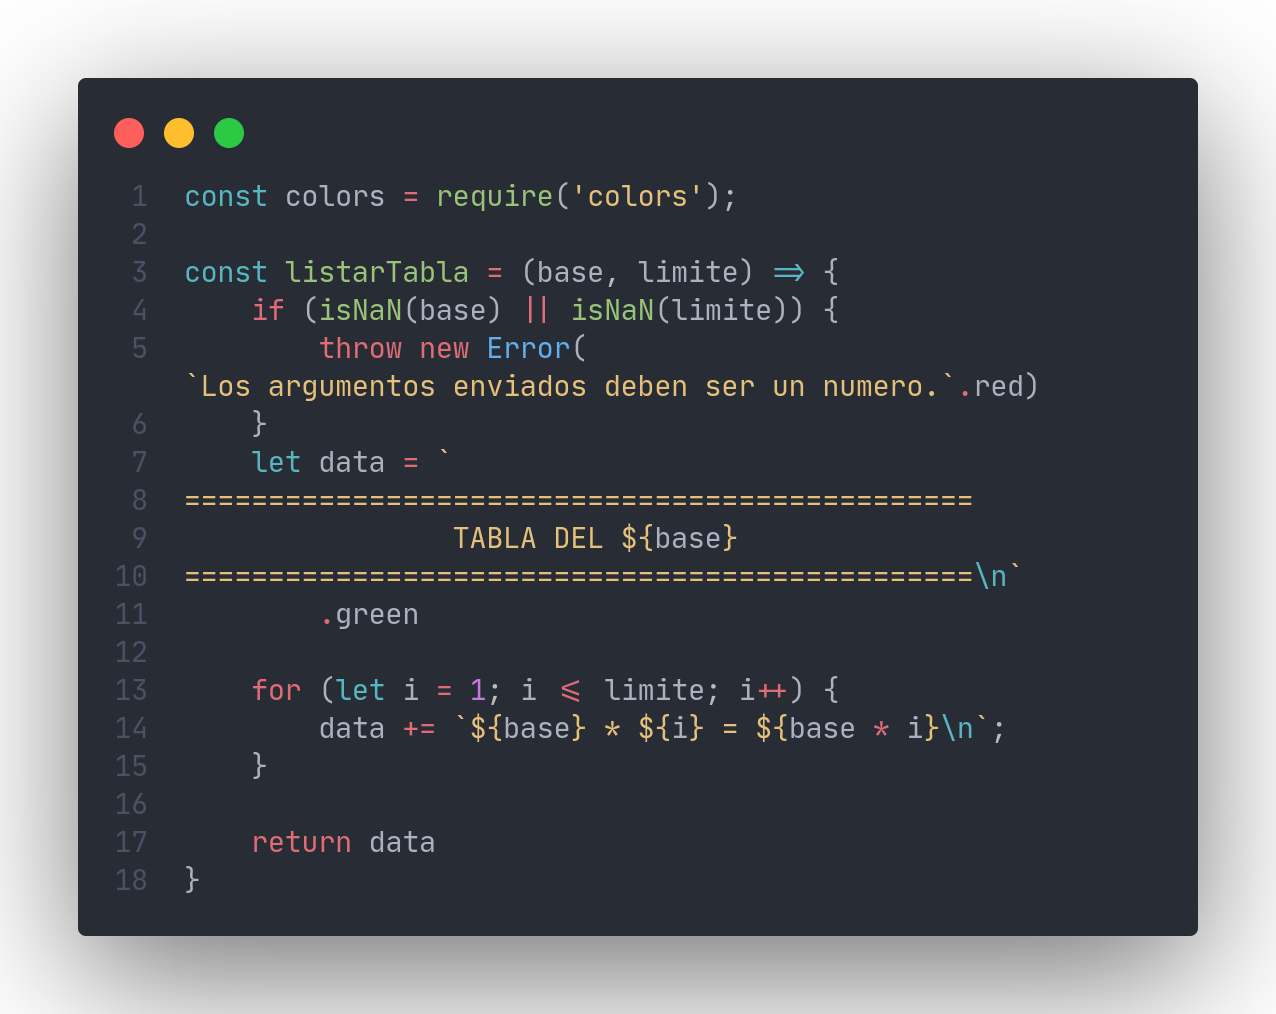 1 const colors = require('colors');
2
3 const listarTabla = (base, limite) => {
4     if (isNaN(base) || isNaN(limite)) {
5         throw new Error(
`Los argumentos enviados deben ser un numero.`.red)
6     }
7     let data = `
8 ===============================================
9                 TABLA DEL ${base}
10 ===============================================\n`
11         .green
12
13     for (let i = 1; i <= limite; i++) {
14         data += `${base} * ${i} = ${base * i}\n`;
15     }
16
17     return data
18 }